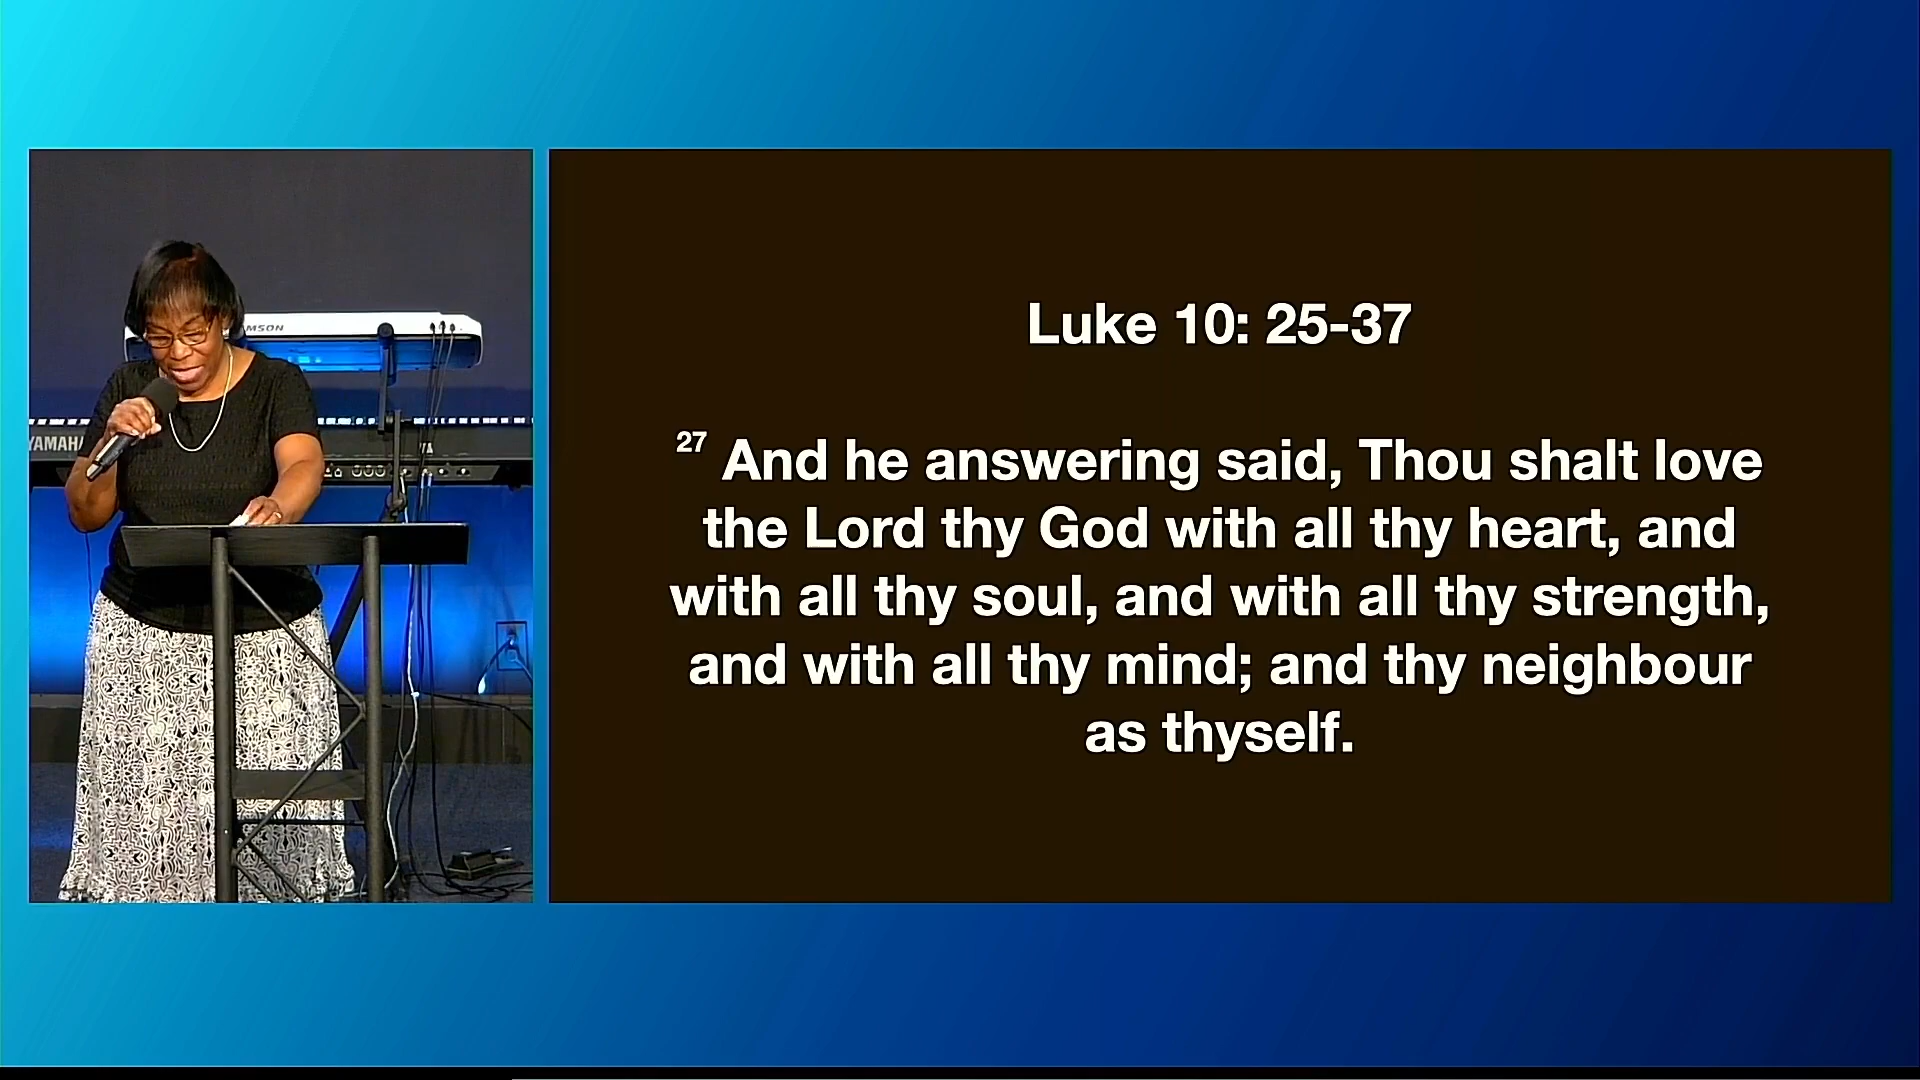 Luke 10: 25-37
27 And he answering said, Thou shalt love
the Lord thy God with all thy heart, and
with all thy soul, and with all thy strength,
and with all thy mind; and thy neighbour
as thyself.
MSON
YAMAHA